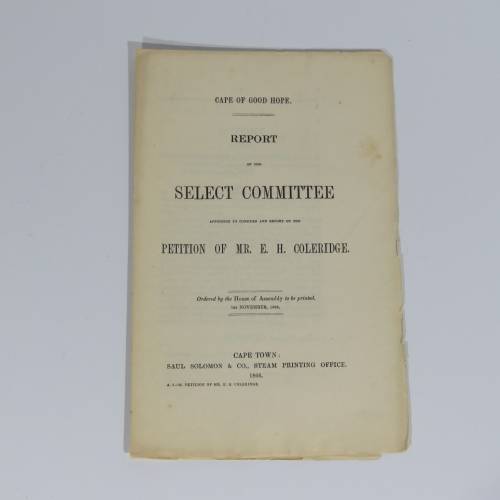 CAPE OF GOOD HOPE.
REPORT
OF THE
SELECT COMMITTEE
APPOINTED TO CONSIDER AND REPORT ON THE
PETITION OF MR. E. H. COLERIDGE.
Ordered by the House of Assembly to be printed.
NOVEMBER, 1866.
CAPE TOWN:
SAUL SOLOMON & CO., STEAM PRINTING OFFICE.
1866.
PETITION OF MR. E. H. COLERIDGE.